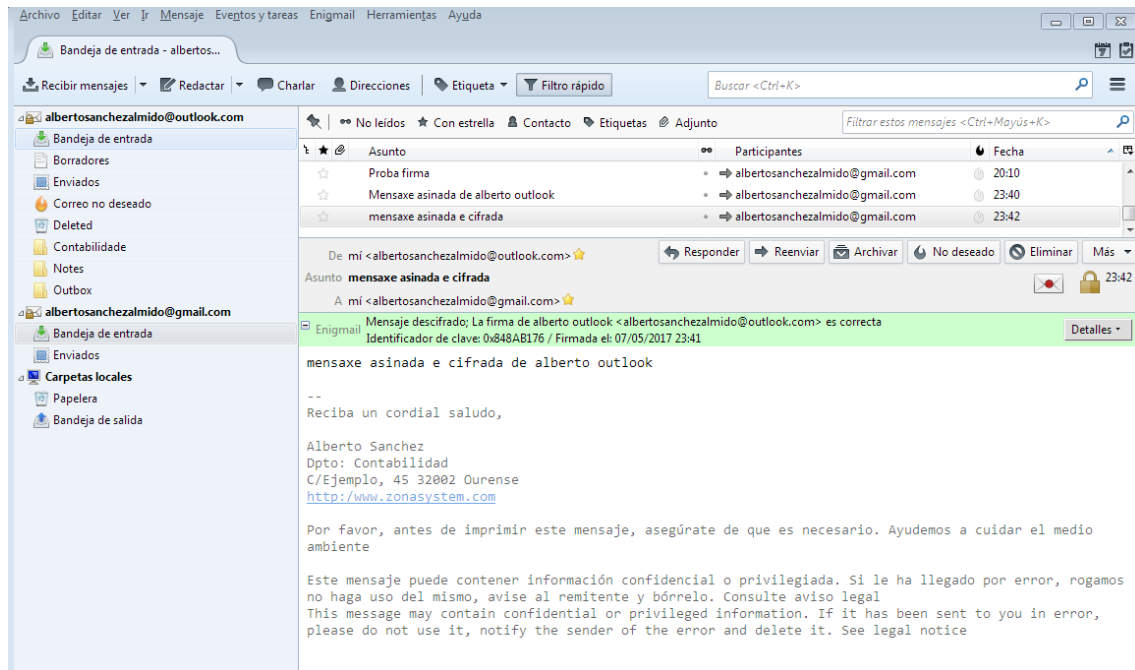 Archivo Editar Ver Ir Mensaje Eventos y tareas Enigmail Herramientas Ayuda
Bandeja de entrada - albertos...
Recibir mensajes Redactar Charlar Direcciones Etiqueta Filtro rápido Buscar <Ctrl+K>
albertosanchezalmido@outlook.com
Bandeja de entrada
Borradores
Enviados
Correo no deseado
Deleted
Contabilidade
Notes
Outbox
albertosanchezalmido@gmail.com
Bandeja de entrada
Enviados
Carpetas locales
Papelera
Bandeja de salida
No leídos Con estrella Contacto Etiquetas Adjunto Filtrar estos mensajes <Ctrl+Mayús+K>
Asunto Participantes Fecha
Proba firma albertosanchezalmido@gmail.com 20:10
Mensaxe asinada de alberto outlook albertosanchezalmido@gmail.com 23:40
mensaxe asinada e cifrada albertosanchezalmido@gmail.com 23:42
De mí <albertosanchezalmido@outlook.com> Responder Reenviar Archivar No deseado Eliminar Más
Asunto mensaxe asinada e cifrada 23:42
A mí <albertosanchezalmido@gmail.com>
Enigmail Mensaje descifrado; La firma de alberto outlook <albertosanchezalmido@outlook.com> es correcta
Identificador de clave: 0x848AB176 / Firmada el: 07/05/2017 23:41
Detalles
mensaxe asinada e cifrada de alberto outlook
--
Reciba un cordial saludo,
Alberto Sanchez
Dpto: Contabilidad
C/Ejemplo, 45 32002 Ourense
http:/www.zonasystem.com
Por favor, antes de imprimir este mensaje, asegúrate de que es necesario. Ayudemos a cuidar el medio
ambiente
Este mensaje puede contener información confidencial o privilegiada. Si le ha llegado por error, rogamos
no haga uso del mismo, avise al remitente y bórrelo. Consulte aviso legal
This message may contain confidential or privileged information. If it has been sent to you in error,
please do not use it, notify the sender of the error and delete it. See legal notice